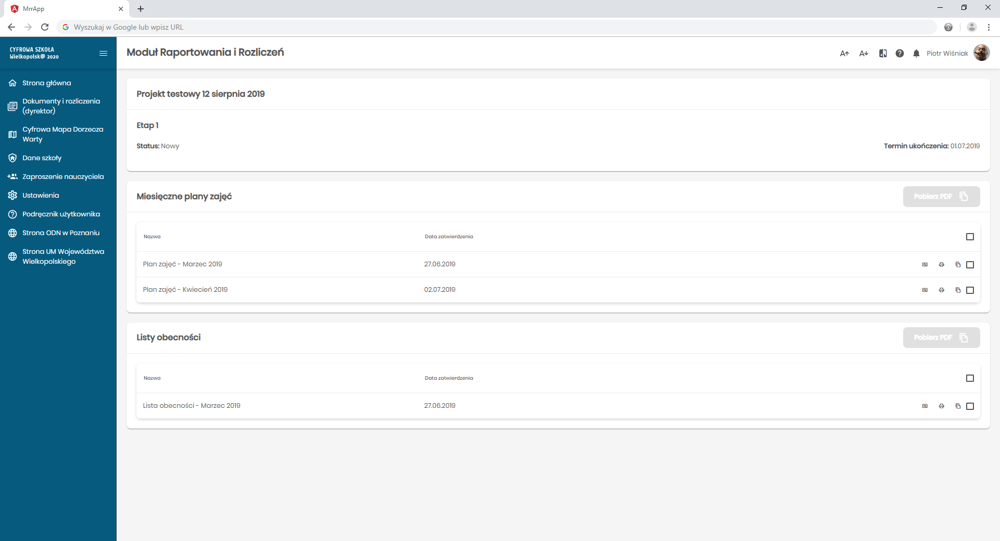 MrrApp
Wyszukaj w Google lub wpisz URL
CYFROWA SZKOŁA
Wielkopolsk@ 2020
Moduł Raportowania i Rozliczeń
Piotr Wiśniak
Strona główna
Dokumenty i rozliczenia
(dyrektor)
Cyfrowa Mapa Dorzecza
Warty
Dane szkoły
Zaproszenie nauczyciela
Ustawienia
Podręcznik użytkownika
Strona ODN w Poznaniu
Strona UM Województwa
Wielkopolskiego
Projekt testowy 12 sierpnia 2019
Etap 1
Status: Nowy
Termin ukończenia: 01.07.2019
Miesięczne plany zajęć
Pobierz PDF
Nazwa Data zatwierdzenia
Plan zajęć - Marzec 2019 27.06.2019
Plan zajęć - Kwiecień 2019 02.07.2019
Listy obecności
Pobierz PDF
Nazwa Data zatwierdzenia
Lista obecności - Marzec 2019 27.06.2019